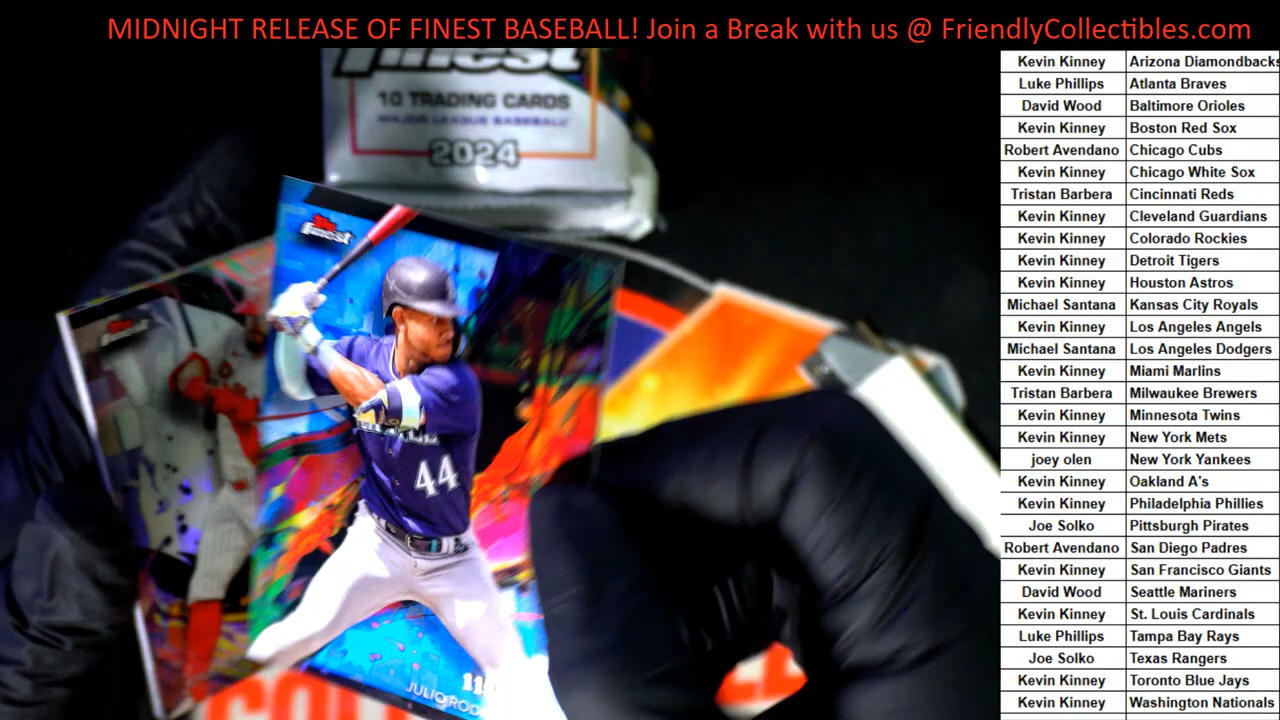 MIDNIGHT RELEASE OF FINEST BASEBALL! Join a Break with us @ FriendlyCollectibles.com
finest
10 TRADING CARDS
MAJOR LEAGUE BASEBALL
2024
finest
44
JULIO
Kevin Kinney Arizona Diamondbacks
Luke Phillips Atlanta Braves
David Wood Baltimore Orioles
Kevin Kinney Boston Red Sox
Robert Avendano Chicago Cubs
Kevin Kinney Chicago White Sox
Tristan Barbera Cincinnati Reds
Kevin Kinney Cleveland Guardians
Kevin Kinney Colorado Rockies
Kevin Kinney Detroit Tigers
Kevin Kinney Houston Astros
Michael Santana Kansas City Royals
Kevin Kinney Los Angeles Angels
Michael Santana Los Angeles Dodgers
Kevin Kinney Miami Marlins
Tristan Barbera Milwaukee Brewers
Kevin Kinney Minnesota Twins
Kevin Kinney New York Mets
joey olen New York Yankees
Kevin Kinney Oakland A's
Kevin Kinney Philadelphia Phillies
Joe Solko Pittsburgh Pirates
Robert Avendano San Diego Padres
Kevin Kinney San Francisco Giants
David Wood Seattle Mariners
Kevin Kinney St. Louis Cardinals
Luke Phillips Tampa Bay Rays
Joe Solko Texas Rangers
Kevin Kinney Toronto Blue Jays
Kevin Kinney Washington Nationals